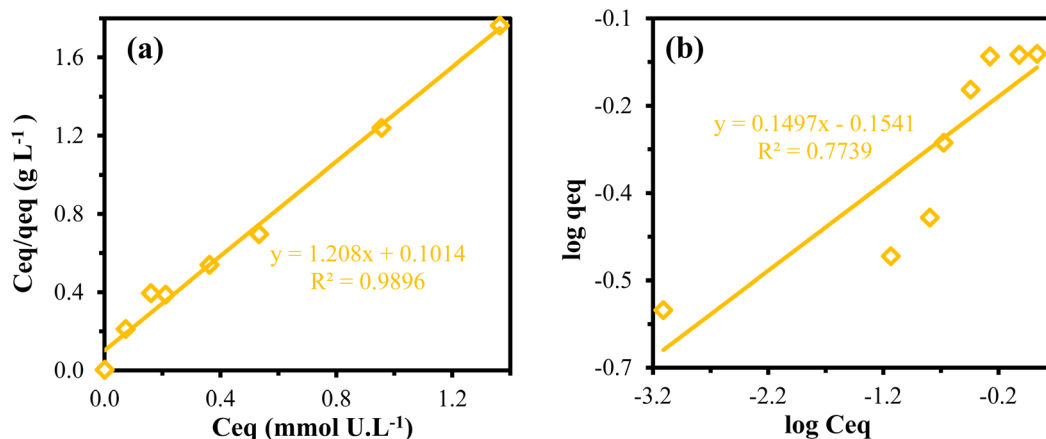 (a)
Ceq/qeq (g L⁻¹)
1.6
1.2
0.8
0.4
0.0
y = 1.208x + 0.1014
R² = 0.9896
0.0 0.4 0.8 1.2
Ceq (mmol U.L⁻¹)
(b)
log qeq
-0.1
-0.2
-0.4
-0.5
-0.7
y = 0.1497x - 0.1541
R² = 0.7739
-3.2 -2.2 -1.2 -0.2
log Ceq